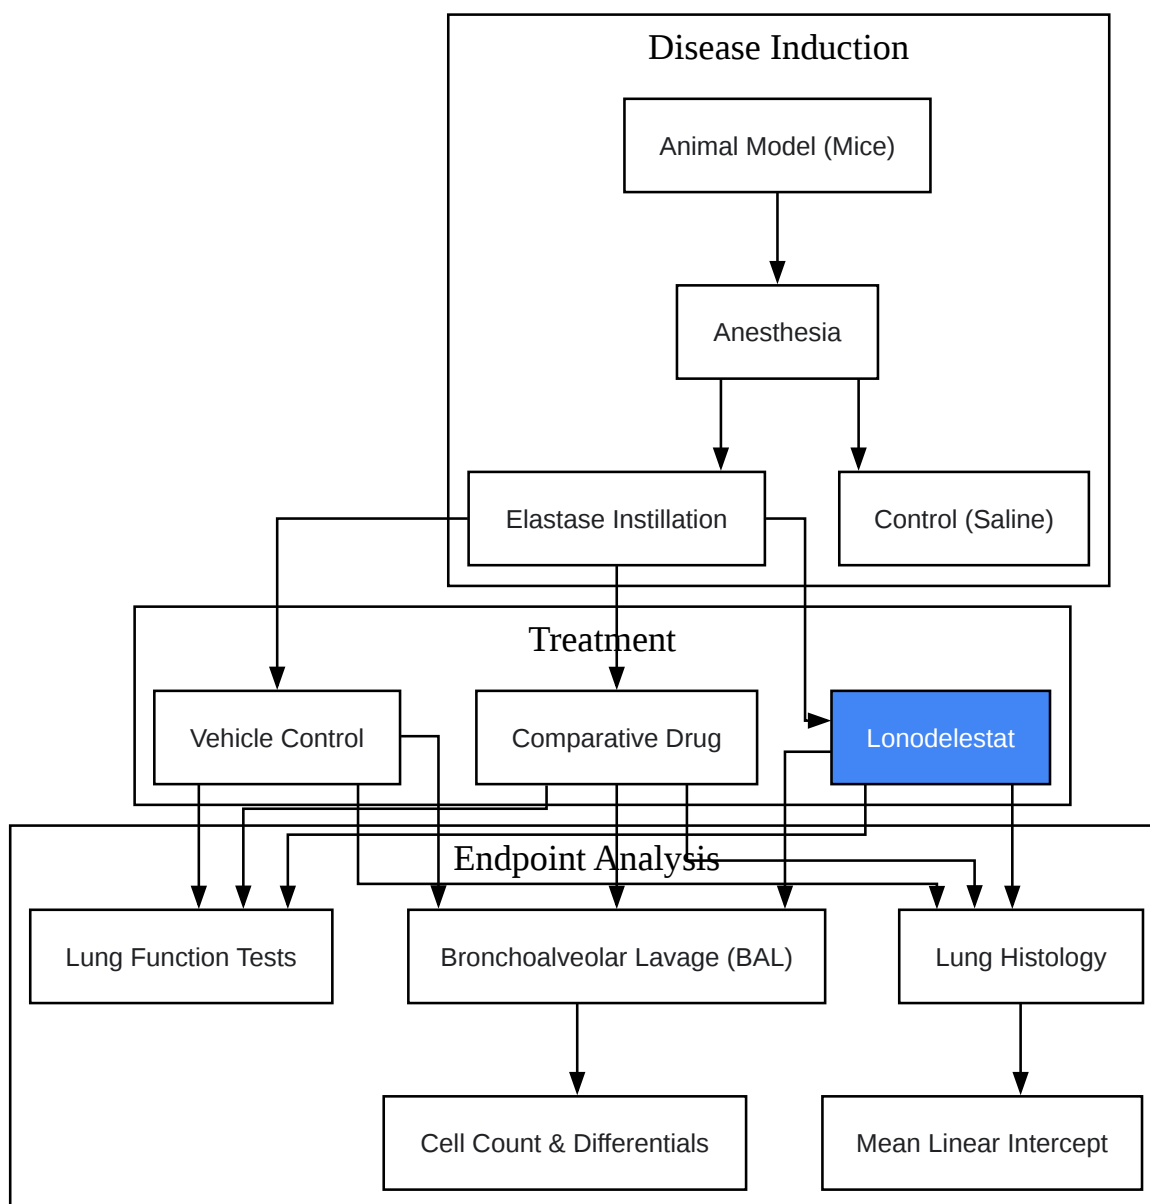 Disease Induction
Animal Model (Mice)
Anesthesia
Elastase Instillation
Control (Saline)
Treatment
Vehicle Control
Comparative Drug
Lonodelestat
Endpoint Analysis
Lung Function Tests
Bronchoalveolar Lavage (BAL)
Lung Histology
Cell Count & Differentials
Mean Linear Intercept